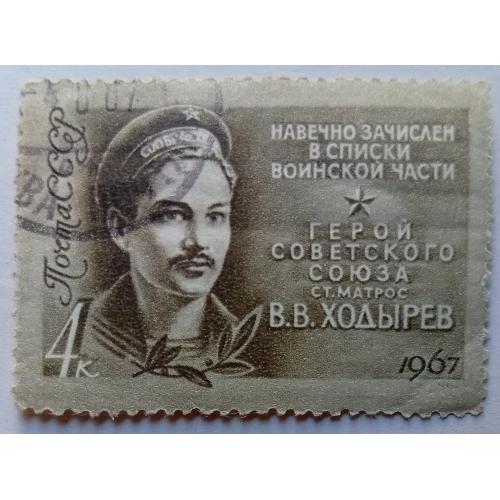 Почта СССР
НАВЕЧНО ЗАЧИСЛЕН
В СПИСКИ
ВОИНСКОЙ ЧАСТИ
ГЕРОЙ
СОВЕТСКОГО
СОЮЗА
СТ. МАТРОС
В.В. ХОДЫРЕВ
4к
1967